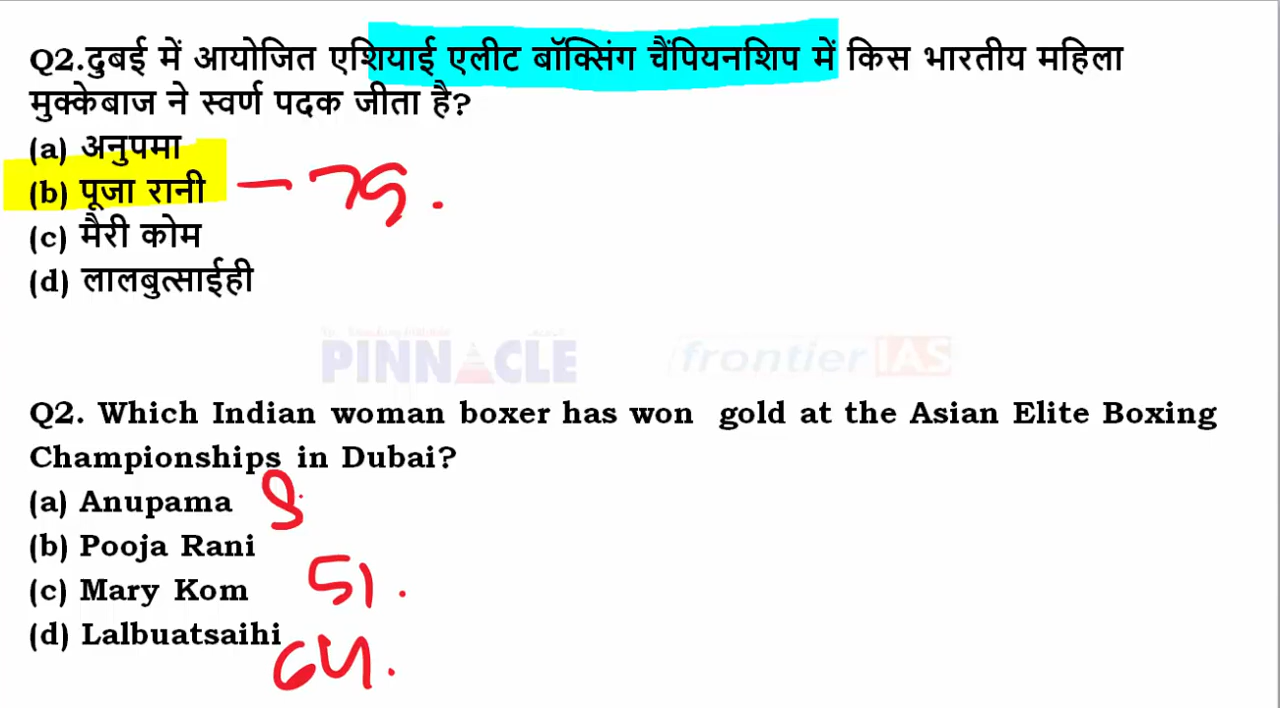 Q2.दुबई में आयोजित एशियाई एलीट बॉक्सिंग चैंपियनशिप में किस भारतीय महिला
मुक्केबाज ने स्वर्ण पदक जीता है?
(a) अनुपमा
(b) पूजा रानी
(c) मैरी कोम
(d) लालबुत्साईही
PINNACLE frontier IAS
Q2. Which Indian woman boxer has won gold at the Asian Elite Boxing
Championships in Dubai?
(a) Anupama
(b) Pooja Rani
(c) Mary Kom 51.
(d) Lalbuatsaihi
64.